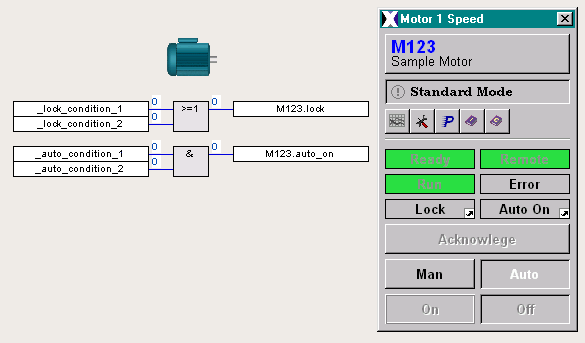 Motor 1 Speed
M123
Sample Motor
Standard Mode
P
0 0
_lock_condition_1 >=1 M123.lock
0
_lock_condition_2
0 0
_auto_condition_1 & M123.auto_on
0
_auto_condition_2
Ready Remote
Run Error
Lock Auto On
Acknowlege
Man Auto
On Off